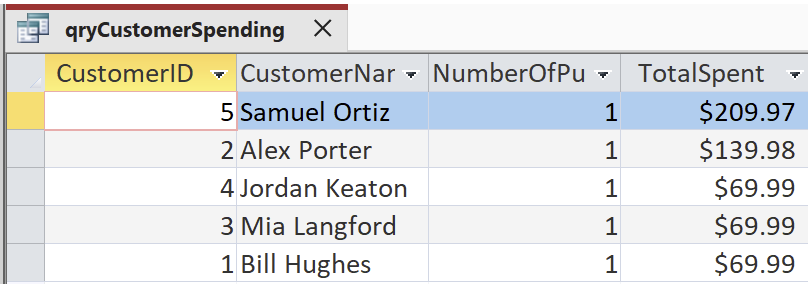 qryCustomerSpending
CustomerID CustomerNar NumberOfPu TotalSpent
5 Samuel Ortiz 1 $209.97
2 Alex Porter 1 $139.98
4 Jordan Keaton 1 $69.99
3 Mia Langford 1 $69.99
1 Bill Hughes 1 $69.99